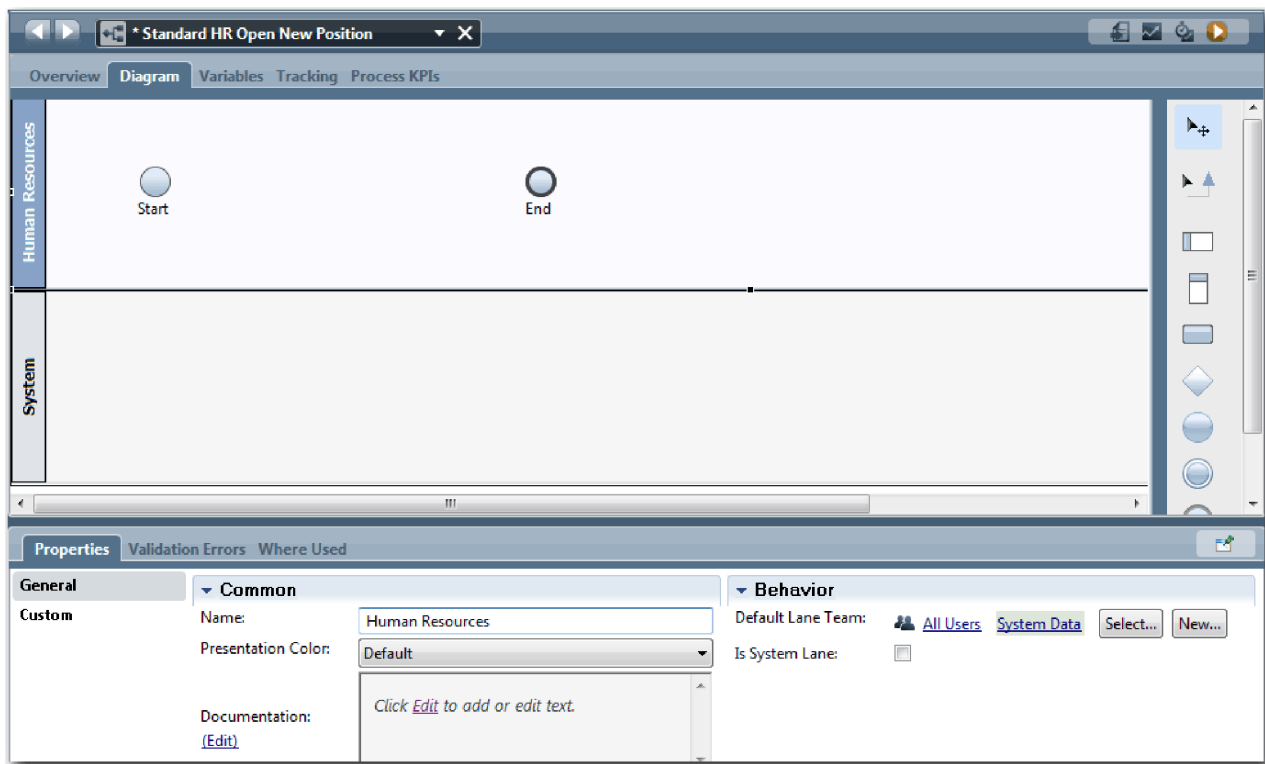 * Standard HR Open New Position
Overview Diagram Variables Tracking Process KPIs
Human Resources
Start
End
System
Properties Validation Errors Where Used
General
Custom
Common
Name: Human Resources
Presentation Color: Default
Documentation:
(Edit)
Click Edit to add or edit text.
Behavior
Default Lane Team: All Users System Data Select... New...
Is System Lane: